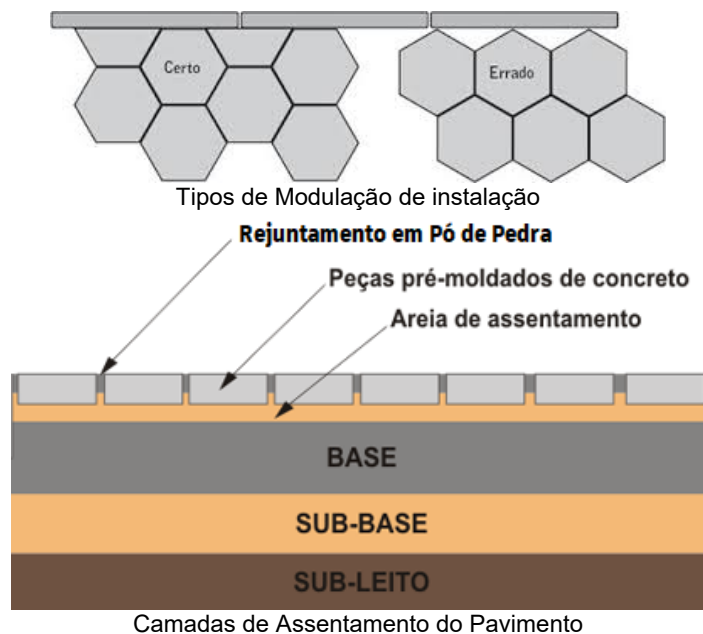 Certo
Errado
Tipos de Modulação de instalação
Rejuntamento em Pó de Pedra
Peças pré-moldados de concreto
Areia de assentamento
BASE
SUB-BASE
SUB-LEITO
Camadas de Assentamento do Pavimento